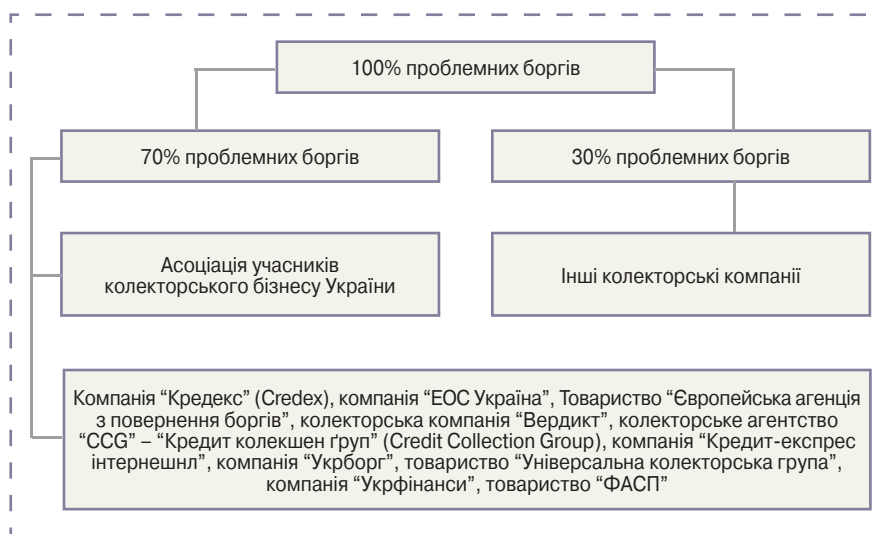 100% проблемних боргів
70% проблемних боргів
30% проблемних боргів
Асоціація учасників
колекторського бізнесу України
Інші колекторські компанії
Компанія “Кредекс” (Credex), компанія “ЕОС Україна”, Товариство “Європейська агенція
з повернення боргів”, колекторська компанія “Вердикт”, колекторське агентство
“CCG” – “Кредит колекшен ґруп” (Credit Collection Group), компанія “Кредит-експрес
інтернешнл”, компанія “Укрборг”, товариство “Універсальна колекторська група”,
компанія “Укрфінанси”, товариство “ФАСП”